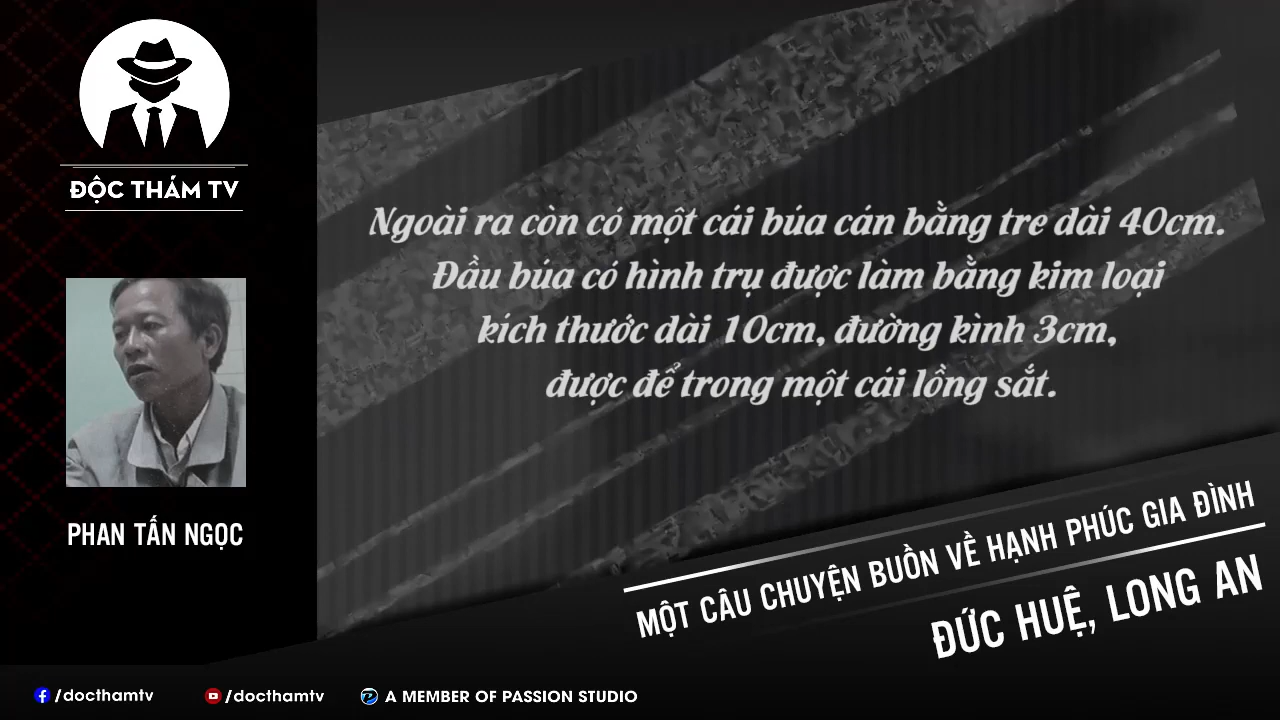 ĐỘC THÁM TV
PHAN TẤN NGỌC
Ngoài ra còn có một cái búa cán bằng tre dài 40cm.
Đầu búa có hình trụ được làm bằng kim loại
kích thước dài 10cm, đường kình 3cm,
được để trong một cái lồng sắt.
MỘT CÂU CHUYỆN BUỒN VỀ HẠNH PHÚC GIA ĐÌNH
ĐỨC HUỆ, LONG AN
/docthamtv
/docthamtv
A MEMBER OF PASSION STUDIO